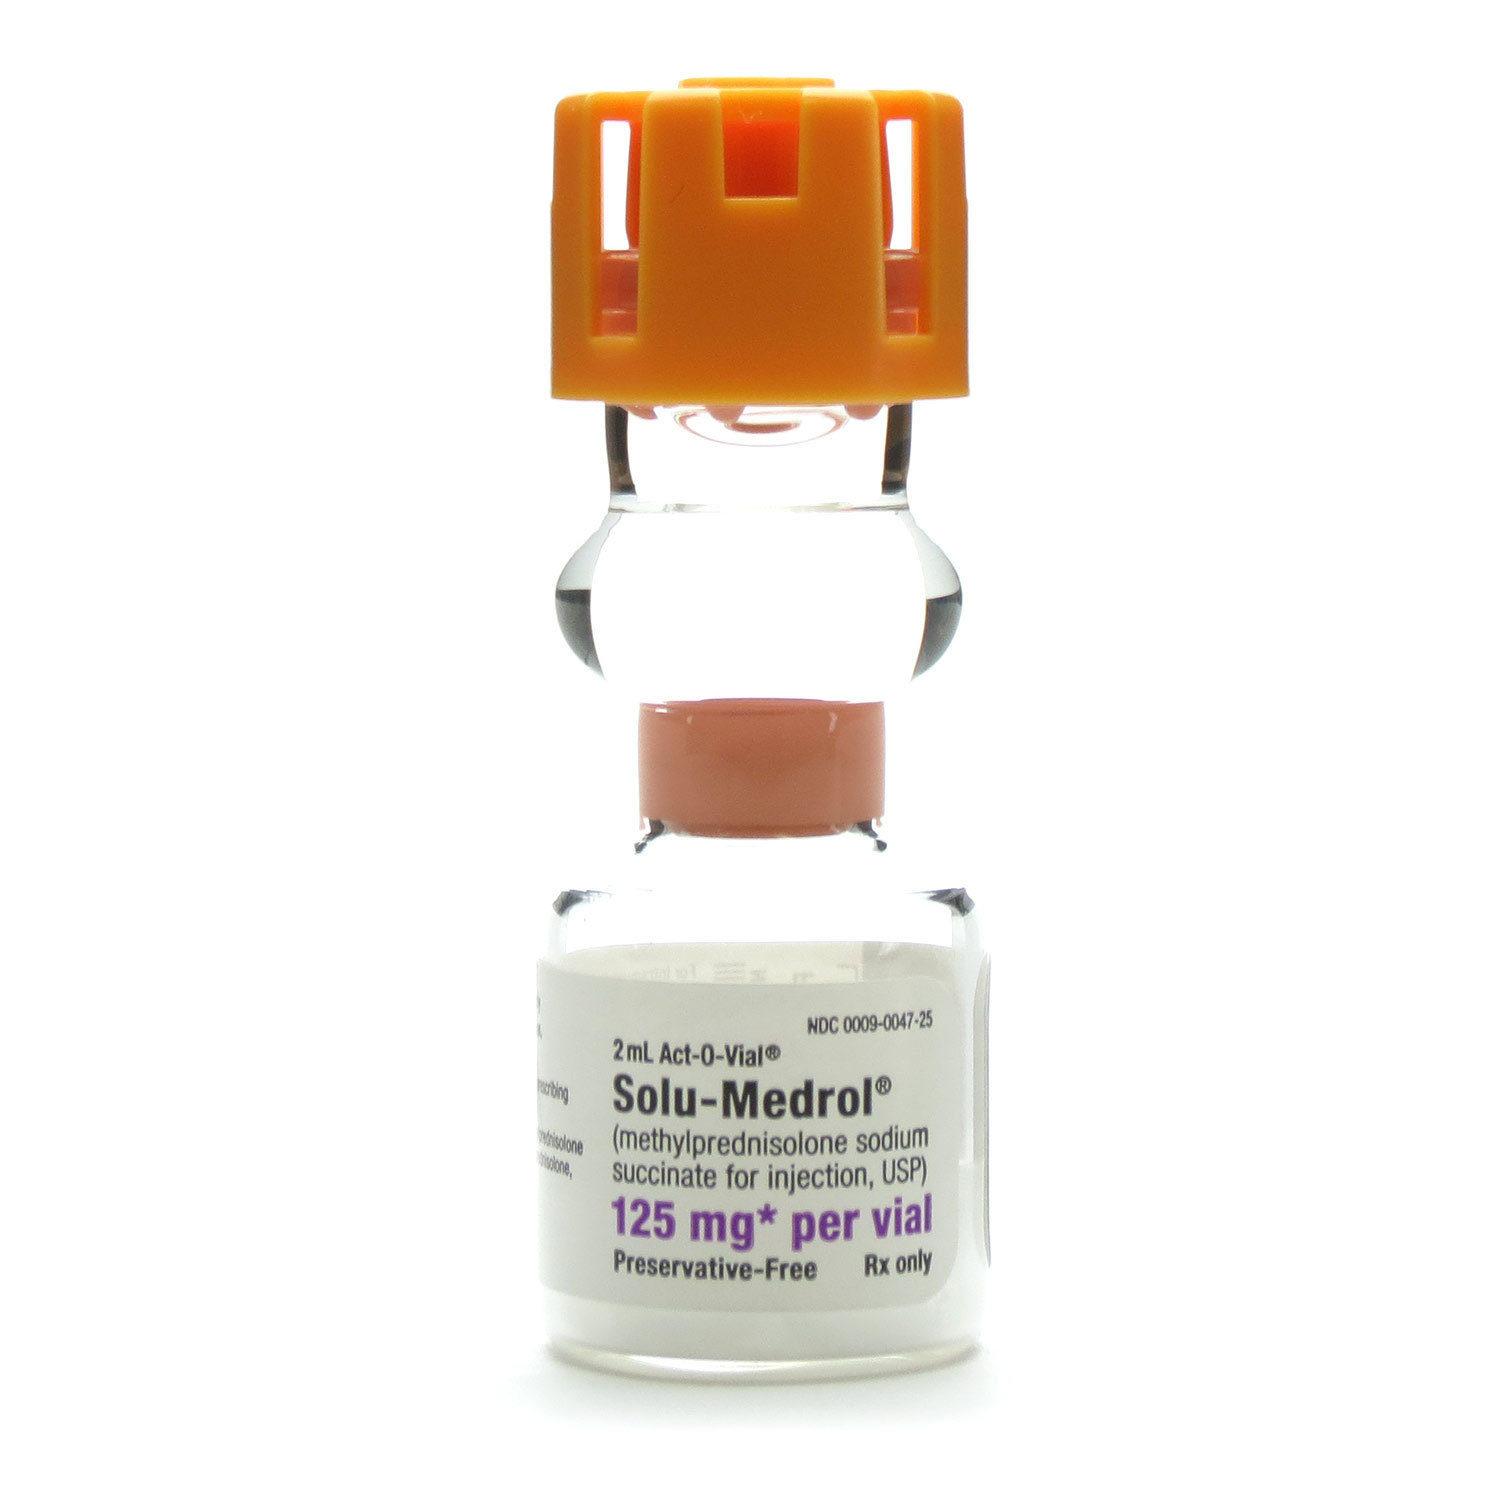 NDC 0009-0047-25
2 mL Act-O-Vial®
Solu-Medrol®
(methylprednisolone sodium
succinate for injection, USP)
125 mg* per vial
Preservative-Free Rx only